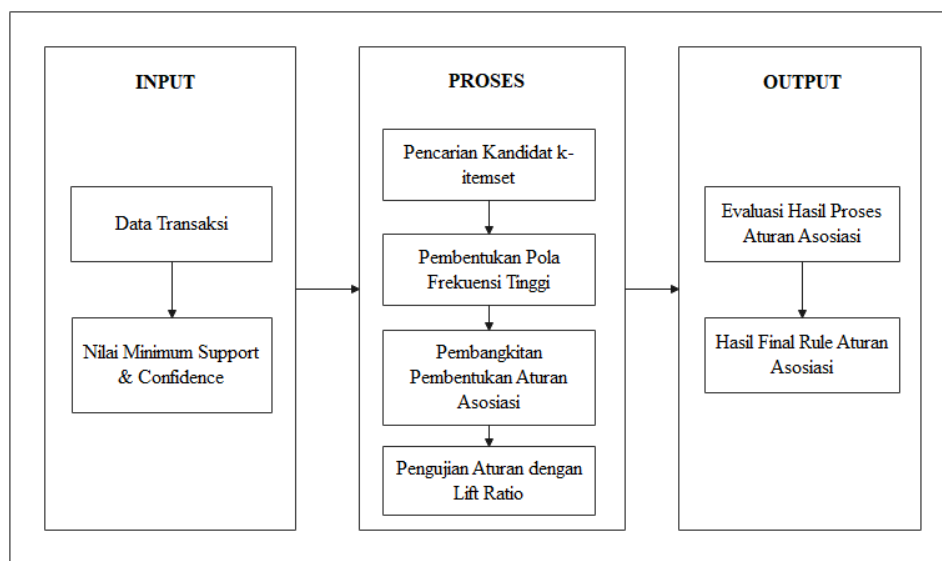 INPUT
Data Transaksi
Nilai Minimum Support
& Confidence
PROSES
Pencarian Kandidat k-
itemset
Pembentukan Pola
Frekuensi Tinggi
Pembangkitan
Pembentukan Aturan
Asosiasi
Pengujian Aturan dengan
Lift Ratio
OUTPUT
Evaluasi Hasil Proses
Aturan Asosiasi
Hasil Final Rule Aturan
Asosiasi